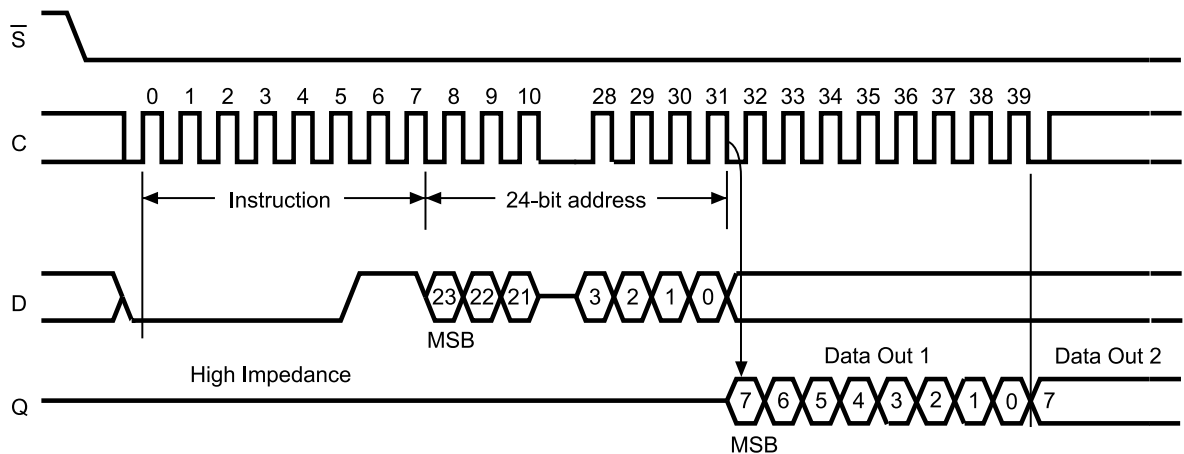 S
0 1 2 3 4 5 6 7 8 9 10 28 29 30 31 32 33 34 35 36 37 38 39
C
Instruction 24-bit address
D 23 22 21 3 2 1 0
MSB
Data Out 1 Data Out 2
High Impedance
Q 7 6 5 4 3 2 1 0 7
MSB